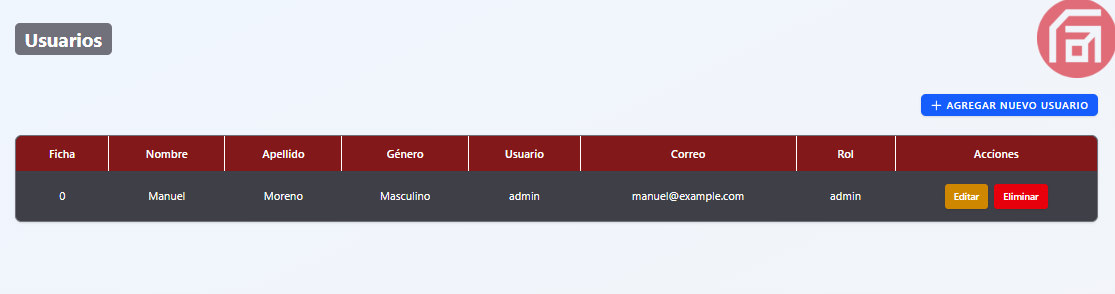 Usuarios
+ AGREGAR NUEVO USUARIO
Ficha Nombre Apellido Género Usuario Correo Rol Acciones
0 Manuel Moreno Masculino admin manuel@example.com admin Editar Eliminar